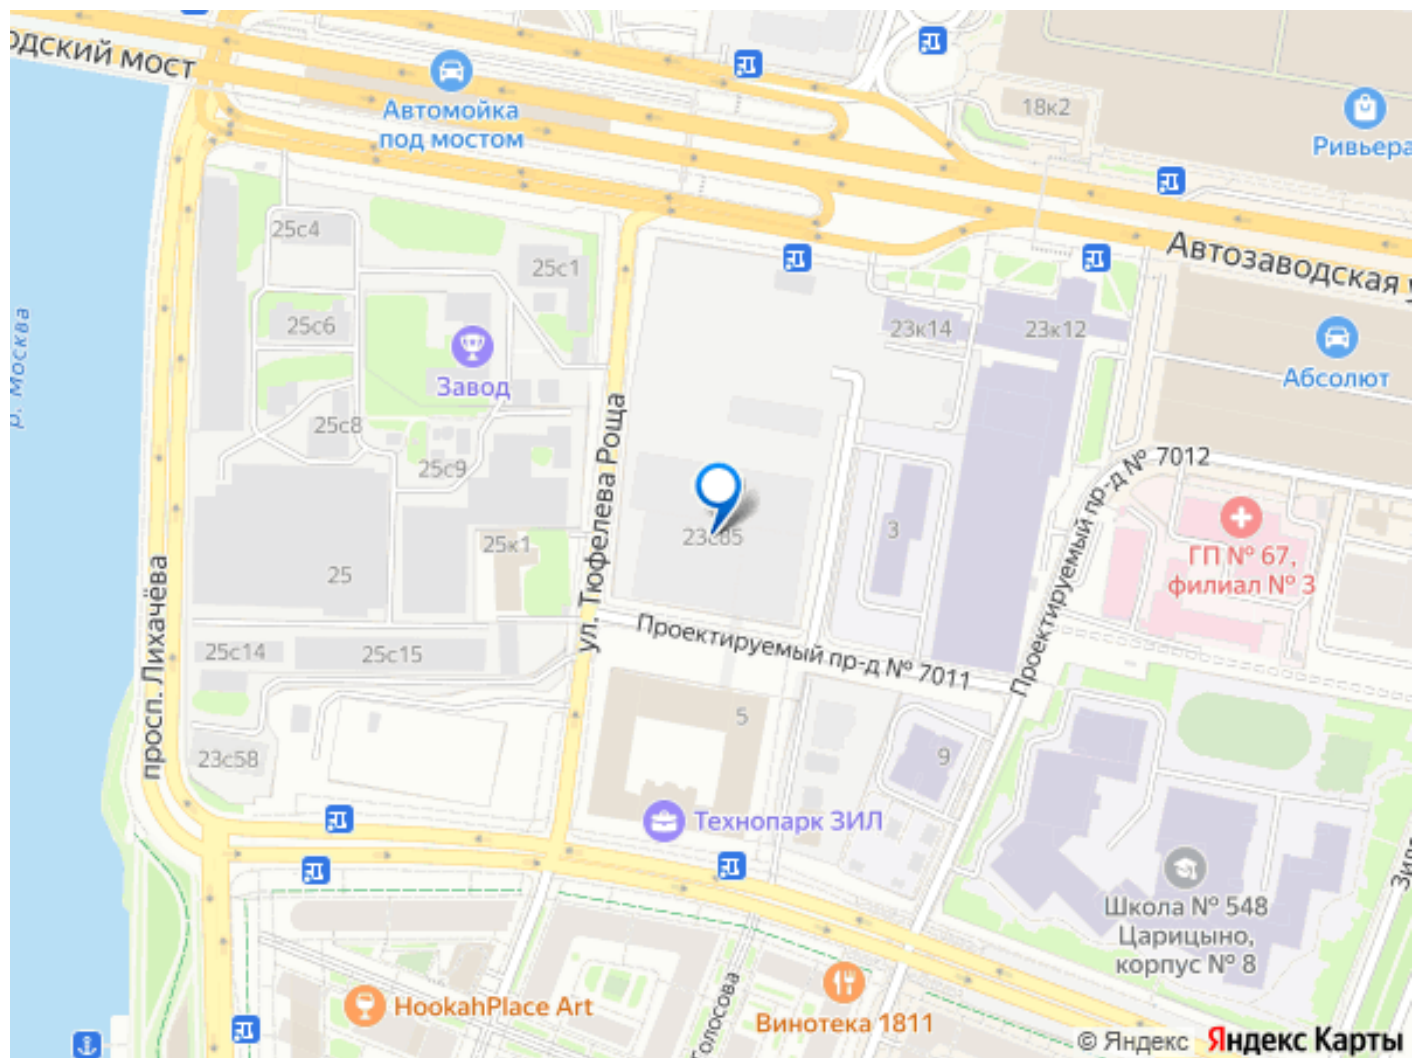 одский мост
Автомойка
под мостом
18к2
Ривьера
25с4
25с1
Автозаводская у
25с6
23к14
23к12
р. Москва
Завод
Абсолют
25с8
25с9
ул. Тюфелева Роща
Проектируемый пр-д № 7012
23с85
3
25к1
25
ГП № 67,
филиал № 3
просп. Лихачёва
25с14
25с15
Проектируемый пр-д № 7011
5
23с58
9
Технопарк ЗИЛ
Школа № 548
Царицыно,
корпус № 8
Зил
HookahPlace Art
Голосова
Винотека 1811
© Яндекс Яндекс Карты